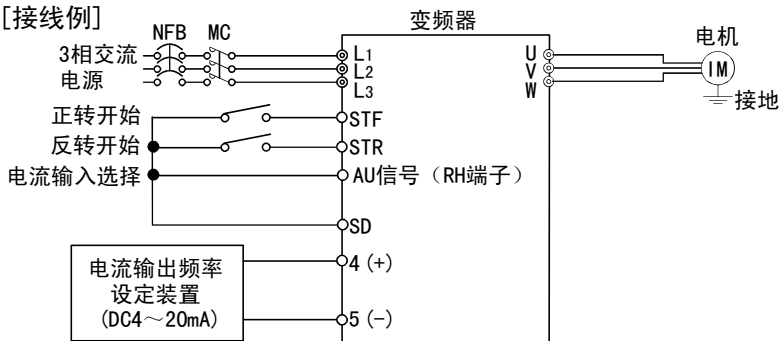 [接线例]
NFB MC
变频器
3相交流
电源
L1
L2
L3
U
V
W
电机
IM
接地
正转开始
STF
反转开始
STR
电流输入选择
AU信号（RH端子）
SD
电流输出频率
设定装置
(DC4～20mA)
4 (+)
5 (-)